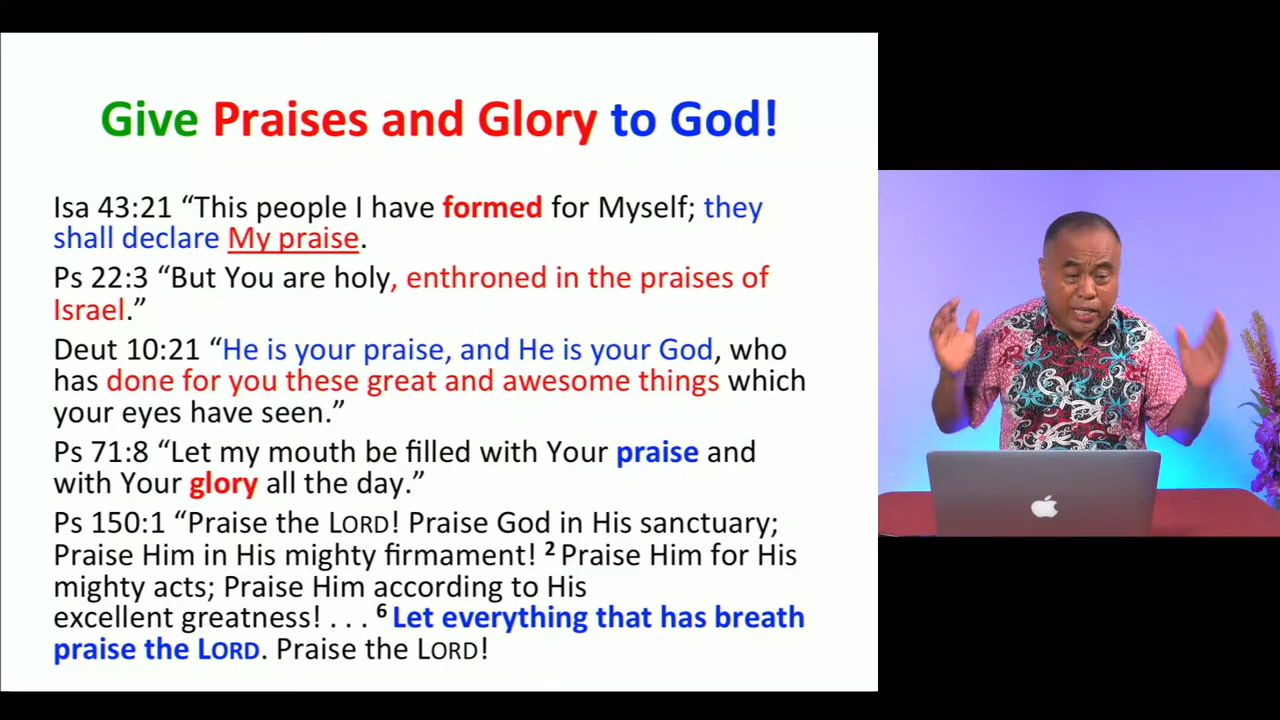 Give Praises and Glory to God!
Isa 43:21 “This people I have formed for Myself; they
shall declare My praise.
Ps 22:3 “But You are holy, enthroned in the praises of
Israel.”
Deut 10:21 “He is your praise, and He is your God, who
has done for you these great and awesome things which
your eyes have seen.”
Ps 71:8 “Let my mouth be filled with Your praise and
with Your glory all the day.”
Ps 150:1 “Praise the LORD! Praise God in His sanctuary;
Praise Him in His mighty firmament! ² Praise Him for His
mighty acts; Praise Him according to His
excellent greatness! . . . ⁶ Let everything that has breath
praise the LORD. Praise the LORD!